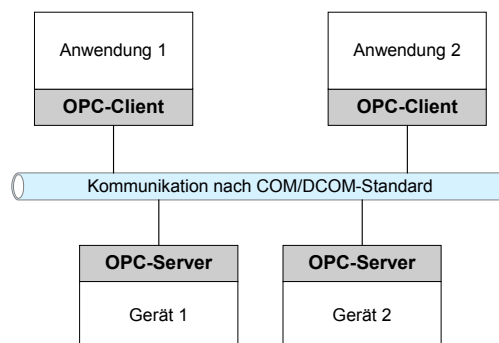 Anwendung 1
Anwendung 2
OPC-Client
OPC-Client
Kommunikation nach COM/DCOM-Standard
OPC-Server
OPC-Server
Gerät 1
Gerät 2